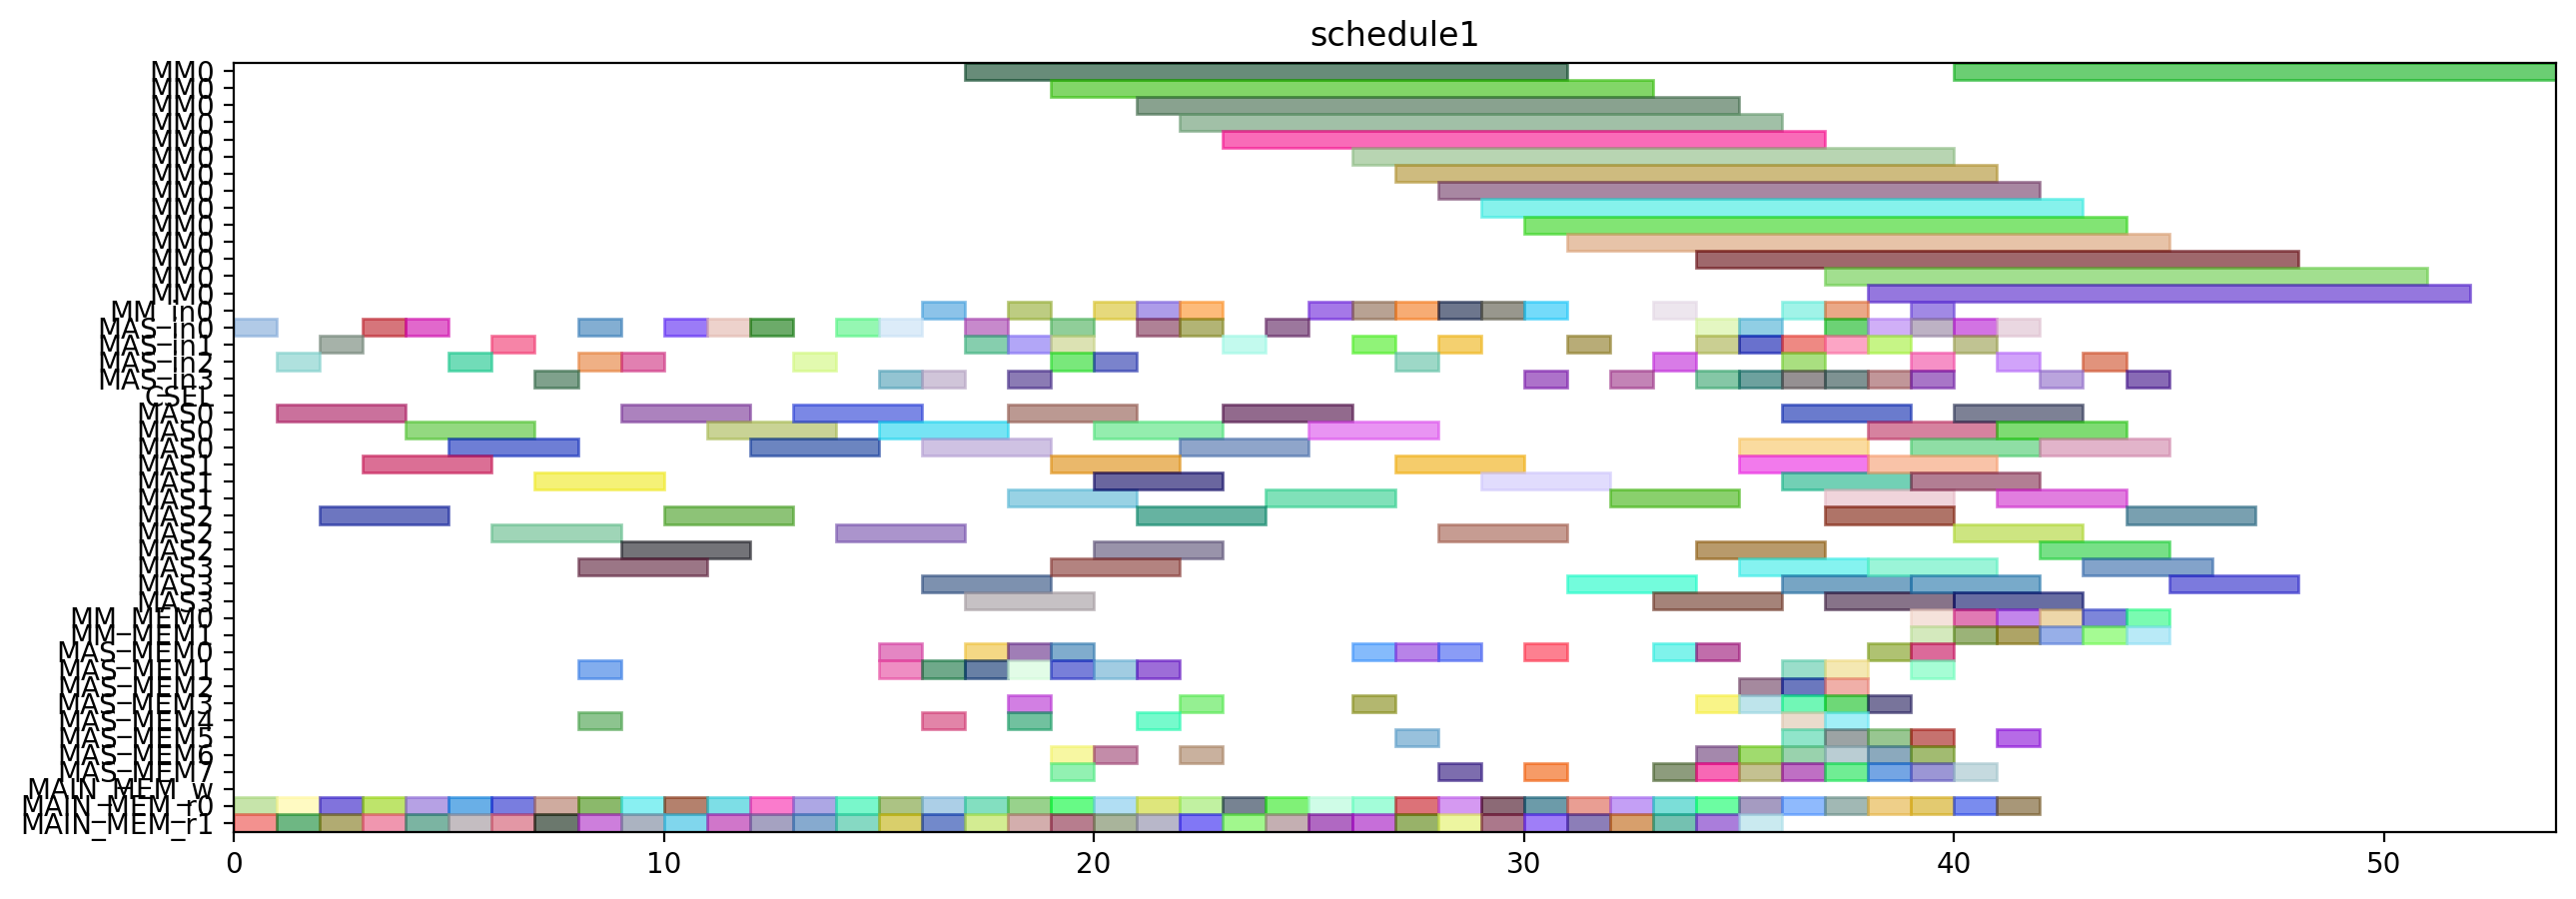 schedule1
MM0
MM0
MM0
MM0
MM0
MM0
MM0
MM0
MM0
MM0
MM0
MM0
MM0
MM0
MM_in0
MAS_in0
MAS_in1
MAS_in2
MAS_in3
CSEL
MAS0
MAS0
MAS0
MAS1
MAS1
MAS1
MAS2
MAS2
MAS2
MAS3
MAS3
MAS3
MM_MEM0
MM_MEM1
MAS_MEM0
MAS_MEM1
MAS_MEM2
MAS_MEM3
MAS_MEM4
MAS_MEM5
MAS_MEM6
MAS_MEM7
MAIN_MEM_w
MAIN_MEM_r0
MAIN_MEM_r1
0 10 20 30 40 50